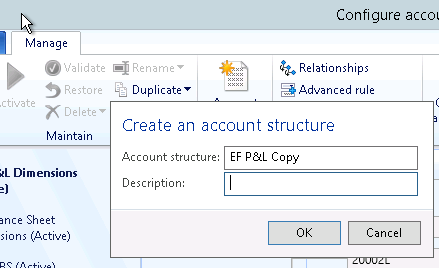 Configure accou
Manage
Validate
Rename
Relationships
Activate
Restore
Duplicate
Advanced rule
Delete
Maintain
Create an account structure
&L Dimensions
Account structure:
EF P&L Copy
e)
Description:
ance Sheet
sions (Active)
OK
Cancel
20002L
BS (Active)